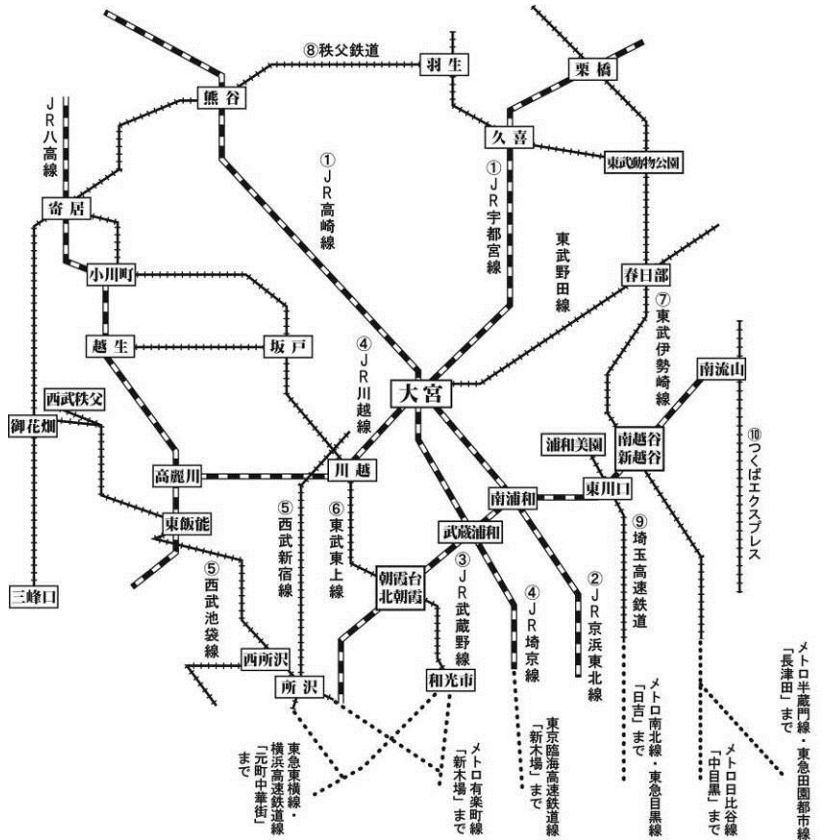 ⑧秩父鉄道
羽生
栗橋
熊谷
久喜
東武動物公園
JR八高線
①JR高崎線
①JR宇都宮線
寄居
東武野田線
小川町
春日部
⑦東武伊勢崎線
越生
坂戸
④JR川越線
南流山
西武秩父
大宮
御花畑
浦和美園
南越谷
新越谷
⑩つくばエクスプレス
高麗川
川越
東川口
南浦和
東飯能
武蔵浦和
⑤西武新宿線
⑥東武東上線
⑨埼玉高速鉄道
三峰口
⑤西武池袋線
朝霞台
北朝霞
③JR武蔵野線
④JR埼京線
②JR京浜東北線
西所沢
所沢
和光市
メトロ半蔵門線・東急田園都市線
「長津田」まで
メトロ日比谷線
「中目黒」まで
メトロ南北線・東急目黒線
「日吉」まで
東京臨海高速鉄道線
「新木場」まで
メトロ有楽町線
「新木場」まで
東急東横線・
横浜高速鉄道線
「元町中華街」
まで